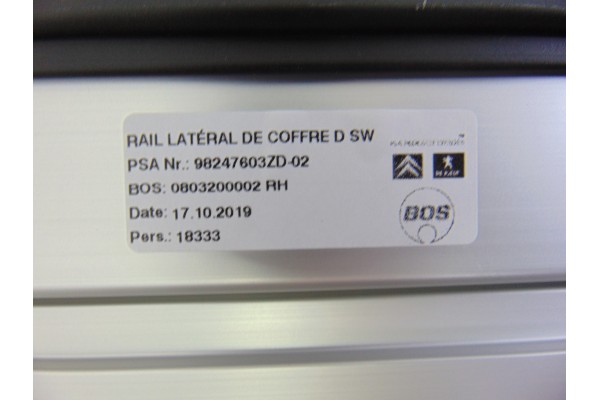 RAIL LATÉRAL DE COFFRE D SW
PSA Nr.: 98247603ZD-02
BOS: 0803200002 RH
Date: 17.10.2019
Pers.: 18333
BOS